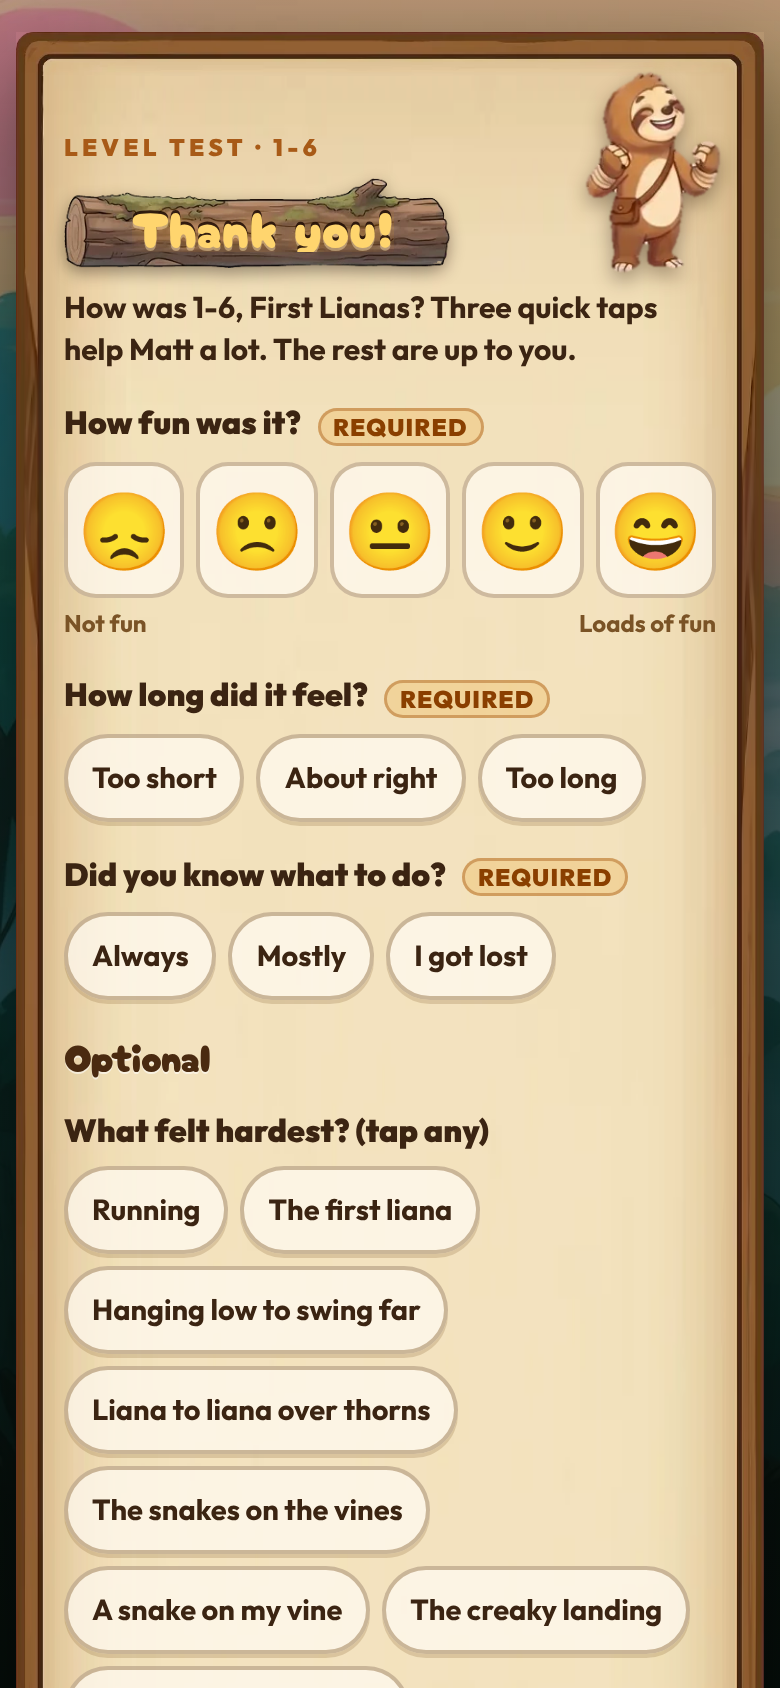 LEVEL TEST · 1-6
Thank you!
How was 1-6, First Lianas? Three quick taps
help Matt a lot. The rest are up to you.
How fun was it? REQUIRED
Not fun Loads of fun
How long did it feel? REQUIRED
Too short About right Too long
Did you know what to do? REQUIRED
Always Mostly I got lost
Optional
What felt hardest? (tap any)
Running The first liana
Hanging low to swing far
Liana to liana over thorns
The snakes on the vines
A snake on my vine The creaky landing